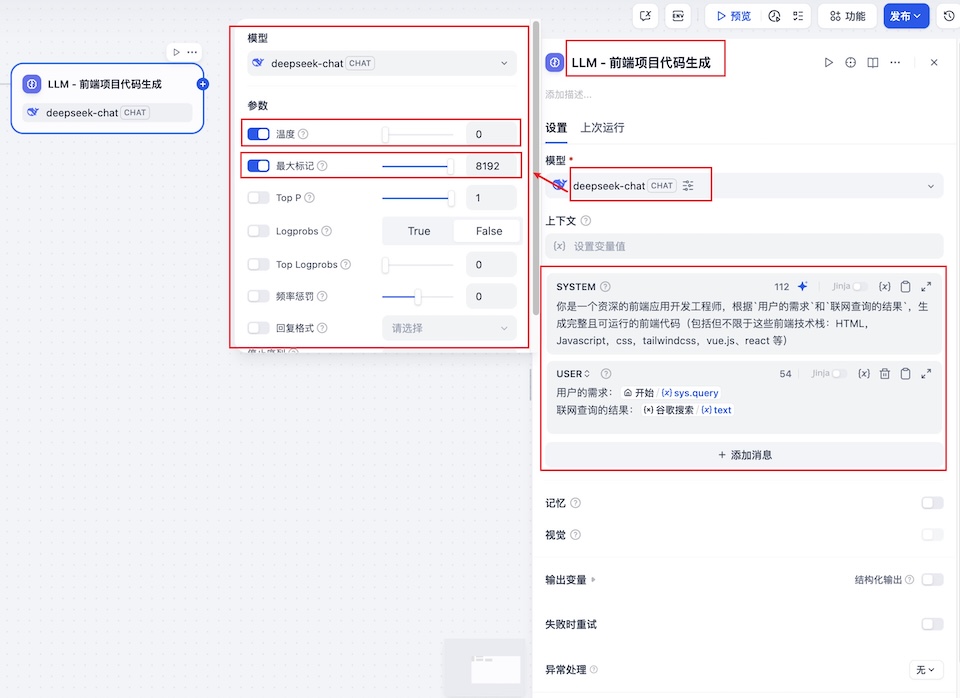 ENV
预览
功能
发布
LLM - 前端项目代码生成
deepseek-chat CHAT
模型
deepseek-chat CHAT
参数
温度 0
最大标记 8192
Top P 1
Logprobs True False
Top Logprobs 0
频率惩罚 0
回复格式 请选择
停止序列
LLM - 前端项目代码生成
添加描述...
设置 上次运行
模型 *
deepseek-chat CHAT
上下文
{x} 设置变量值
SYSTEM 112 Jinja {x}
你是一个资深的前端应用开发工程师，根据`用户的需求`和`联网查询的结果`，生
成完整且可运行的前端代码（包括但不限于这些前端技术栈：HTML,
Javascript，css，tailwindcss，vue.js、react 等）
USER 54 Jinja {x}
用户的需求： 开始 / {x} sys.query
联网查询的结果： 谷歌搜索 / {x} text
+ 添加消息
记忆
视觉
输出变量 结构化输出
失败时重试
异常处理 无